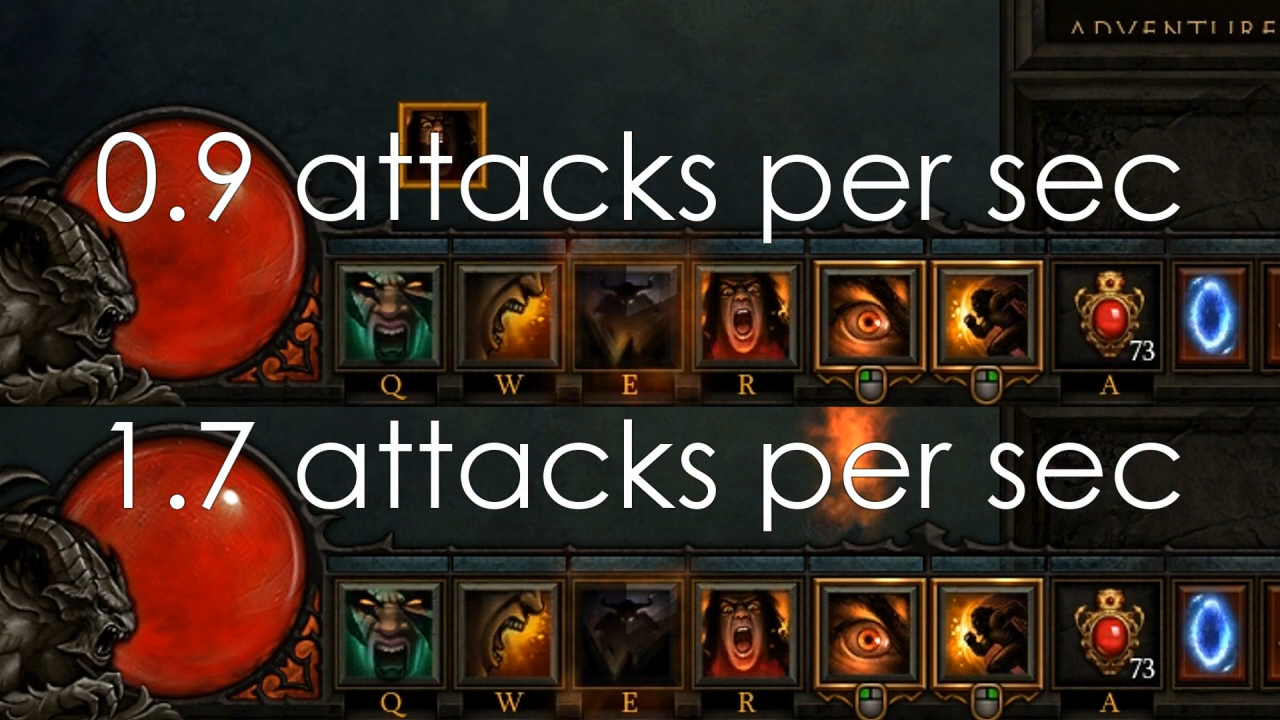 ADVENTURE
0.9 attacks per sec
73
Q W E R A
1.7 attacks per sec
73
Q W E R A